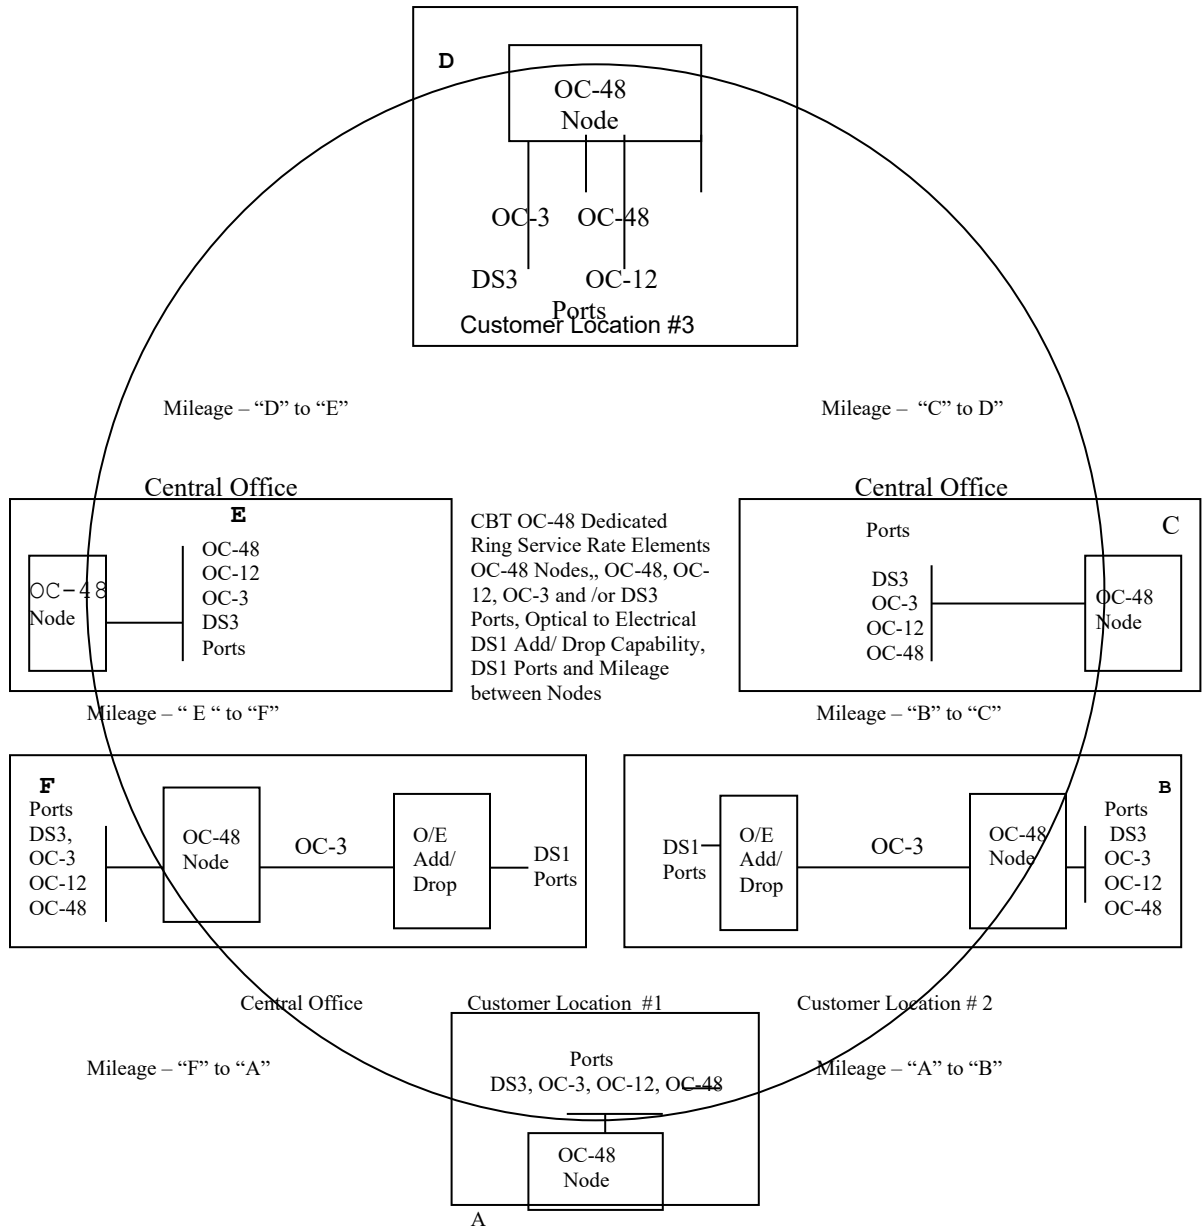 D
OC-48
Node
OC-3 OC-48
DS3 OC-12
Ports
Customer Location #3
Mileage – “D” to “E”
Mileage – “C” to D”
Central Office
E
OC-48
OC-12
OC-3
DS3
Ports
OC-48
Node
CBT OC-48 Dedicated
Ring Service Rate Elements
OC-48 Nodes,, OC-48, OC-
12, OC-3 and /or DS3
Ports, Optical to Electrical
DS1 Add/ Drop Capability,
DS1 Ports and Mileage
between Nodes
Central Office
Ports
C
DS3
OC-3
OC-12
OC-48
OC-48
Node
Mileage – “ E “ to “F”
Mileage – “B” to “C”
F
Ports
DS3,
OC-3
OC-12
OC-48
OC-48
Node
OC-3
O/E
Add/
Drop
DS1
Ports
B
DS1
Ports
O/E
Add/
Drop
OC-3
OC-48
Node
Ports
DS3
OC-3
OC-12
OC-48
Central Office
Customer Location #1
Customer Location # 2
Mileage – “F” to “A”
Mileage – “A” to “B”
Ports
DS3, OC-3, OC-12, OC-48
OC-48
Node
A